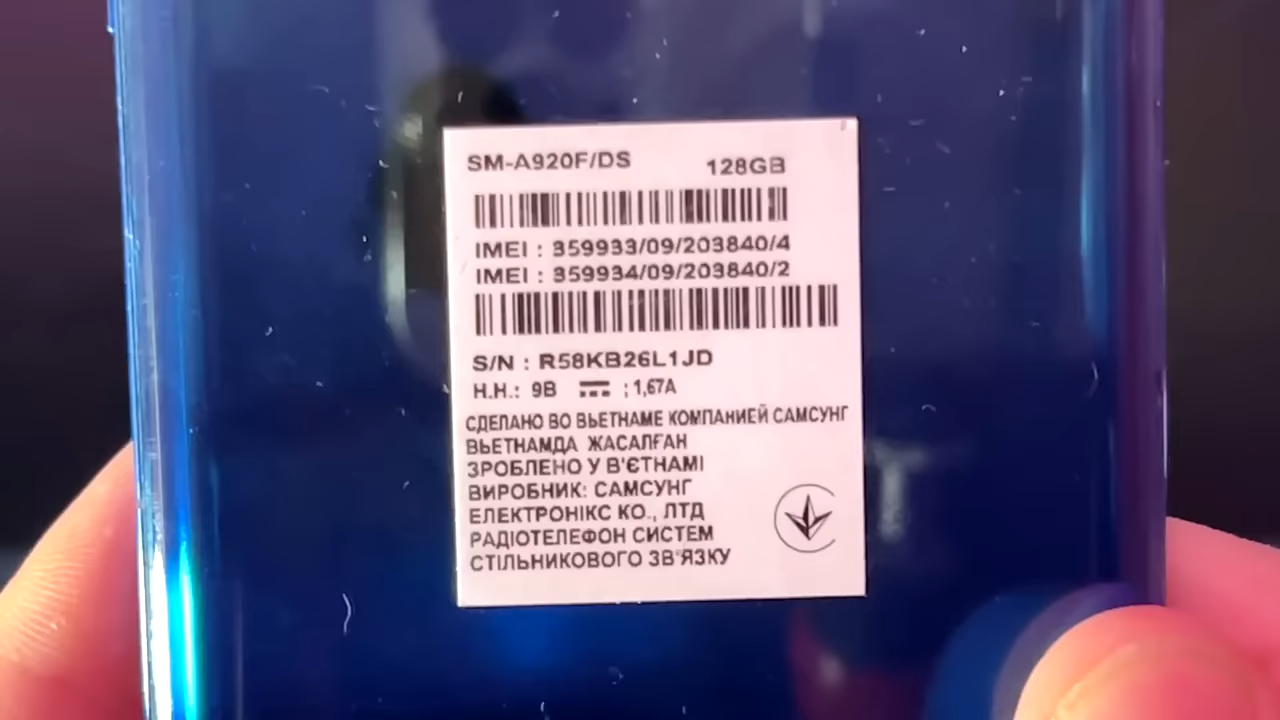 SM-A920F/DS 128GB
IMEI : 359933/09/203840/4
IMEI : 359934/09/203840/2
S/N : R58KB26L1JD
Н.Н.: 9В ; 1,67А
СДЕЛАНО ВО ВЬЕТНАМЕ КОМПАНИЕЙ САМСУНГ
ВЬЕТНАМДА ЖАСАЛҒАН
ЗРОБЛЕНО У В'ЄТНАМІ
ВИРОБНИК: САМСУНГ
ЕЛЕКТРОНІКС КО., ЛТД
РАДІОТЕЛЕФОН СИСТЕМ
СТІЛЬНИКОВОГО ЗВ'ЯЗКУ